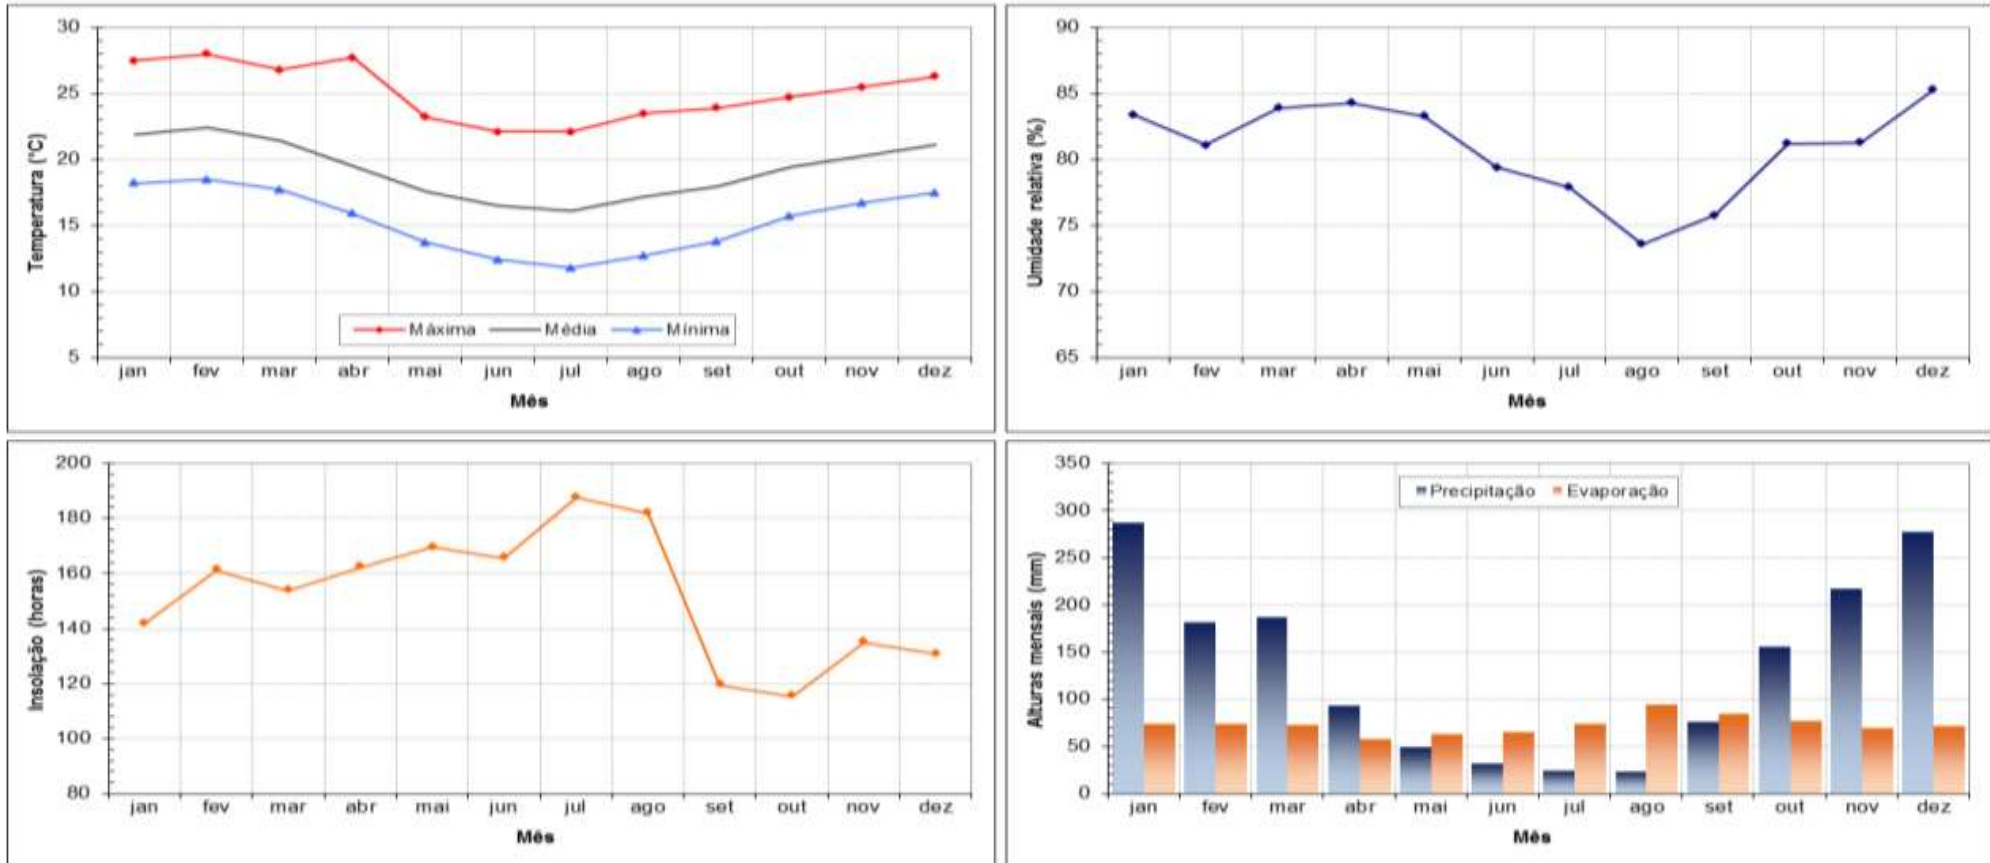 30
25
20
15
10
5
Temperatura (°C)
Máxima Média Mínima
jan fev mar abr mai jun jul ago set out nov dez
Mês
90
85
80
75
70
65
Umidade relativa (%)
jan fev mar abr mai jun jul ago set out nov dez
Mês
200
180
160
140
120
100
80
Insolação (horas)
jan fev mar abr mai jun jul ago set out nov dez
Mês
350
300
250
200
150
100
50
0
Alturas mensais (mm)
Precipitação Evaporação
jan fev mar abr mai jun jul ago set out nov dez
Mês